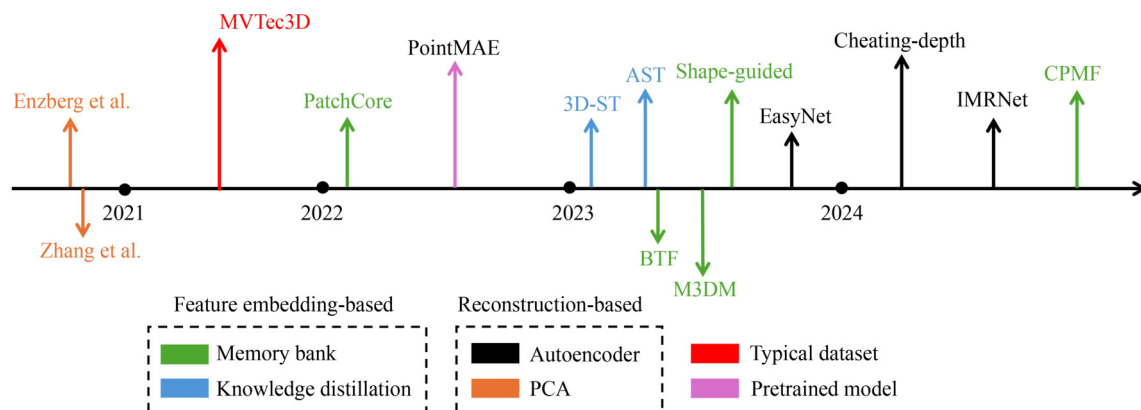 MVTec3D
Cheating-depth
PointMAE
Shape-guided
AST
CPMF
Enzberg et al.
PatchCore
3D-ST
IMRNet
EasyNet
2021
2022
2023
2024
Zhang et al.
BTF
M3DM
Feature embedding-based
Reconstruction-based
Memory bank
Autoencoder
Typical dataset
Knowledge distillation
PCA
Pretrained model